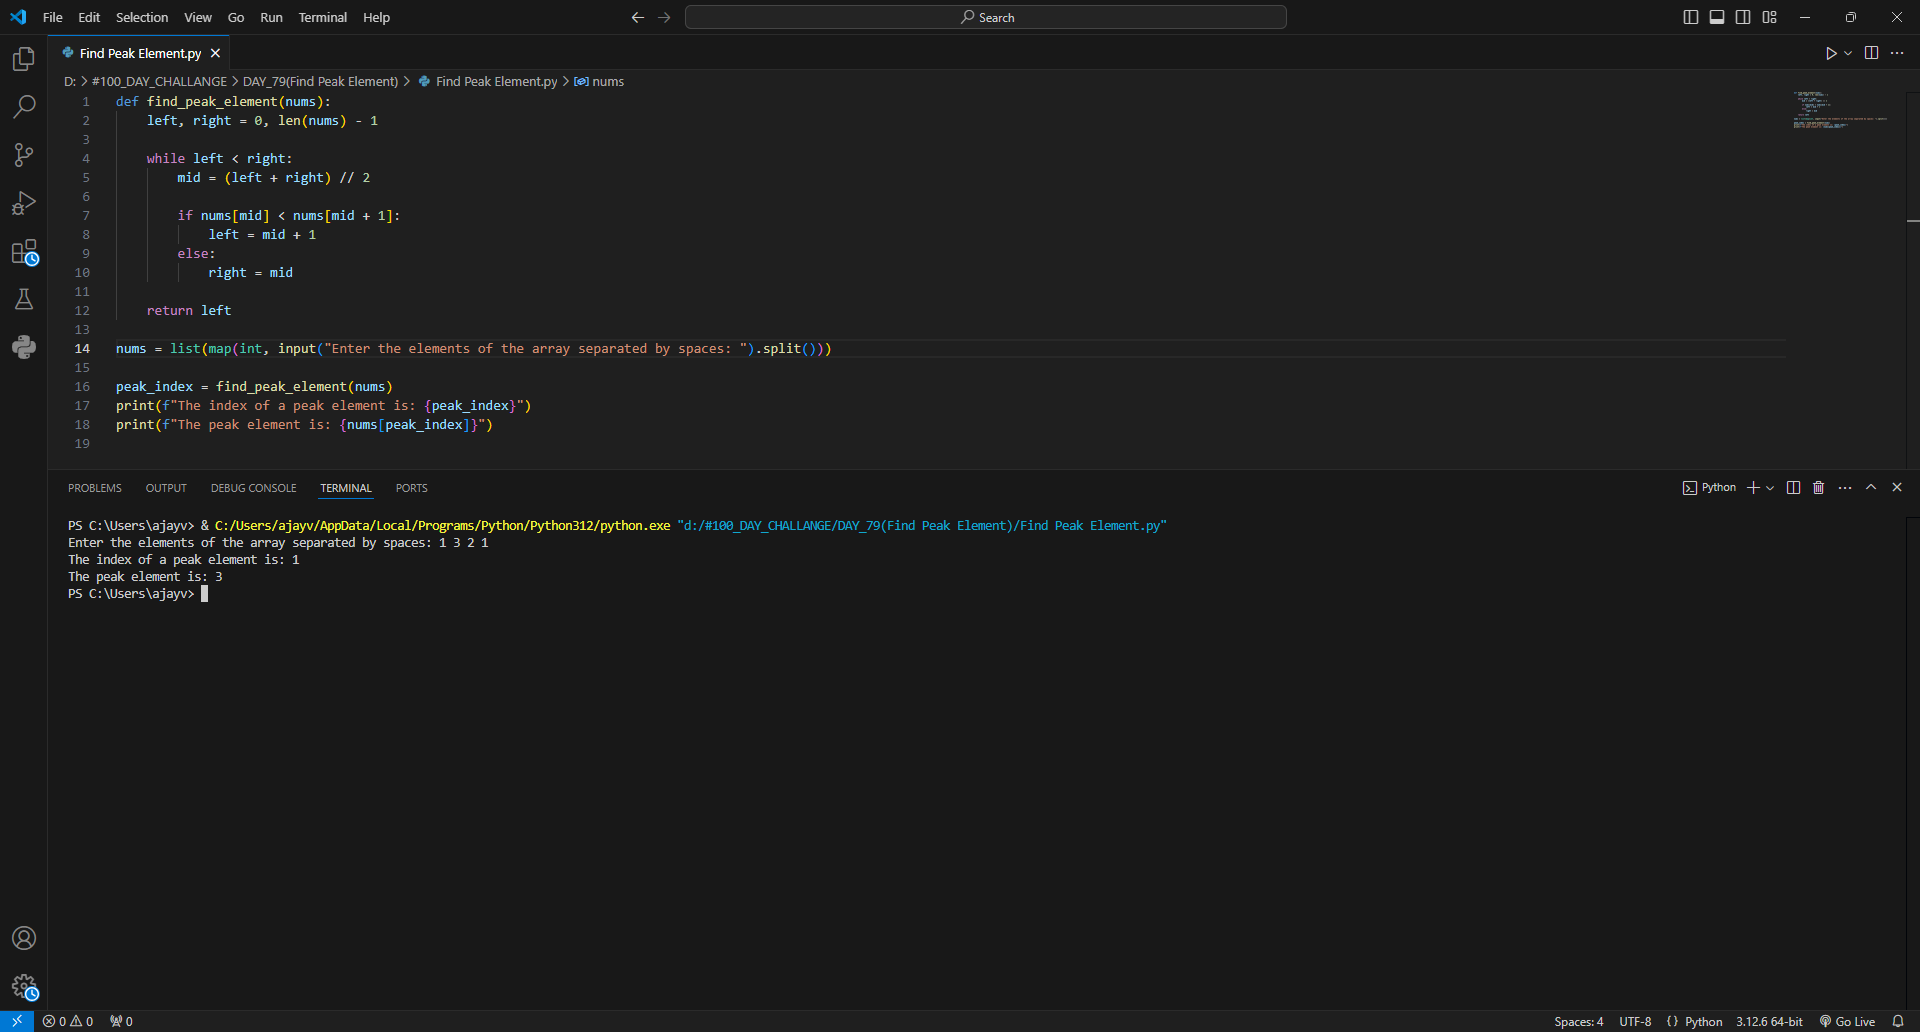 File Edit Selection View Go Run Terminal Help
Search
Find Peak Element.py
D: > #100_DAY_CHALLANGE > DAY_79(Find Peak Element) > Find Peak Element.py > nums
1 def find_peak_element(nums):
2 left, right = 0, len(nums) - 1
3
4 while left < right:
5 mid = (left + right) // 2
6
7 if nums[mid] < nums[mid + 1]:
8 left = mid + 1
9 else:
10 right = mid
11
12 return left
13
14 nums = list(map(int, input("Enter the elements of the array separated by spaces: ").split()))
15
16 peak_index = find_peak_element(nums)
17 print(f"The index of a peak element is: {peak_index}")
18 print(f"The peak element is: {nums[peak_index]}")
19
PROBLEMS OUTPUT DEBUG CONSOLE TERMINAL PORTS
Python
PS C:\Users\ajayv> & C:/Users/ajayv/AppData/Local/Programs/Python/Python312/python.exe "d:/#100_DAY_CHALLANGE/DAY_79(Find Peak Element)/Find Peak Element.py"
Enter the elements of the array separated by spaces: 1 3 2 1
The index of a peak element is: 1
The peak element is: 3
PS C:\Users\ajayv>
0 0 0
Spaces: 4 UTF-8 {} Python 3.12.6 64-bit Go Live